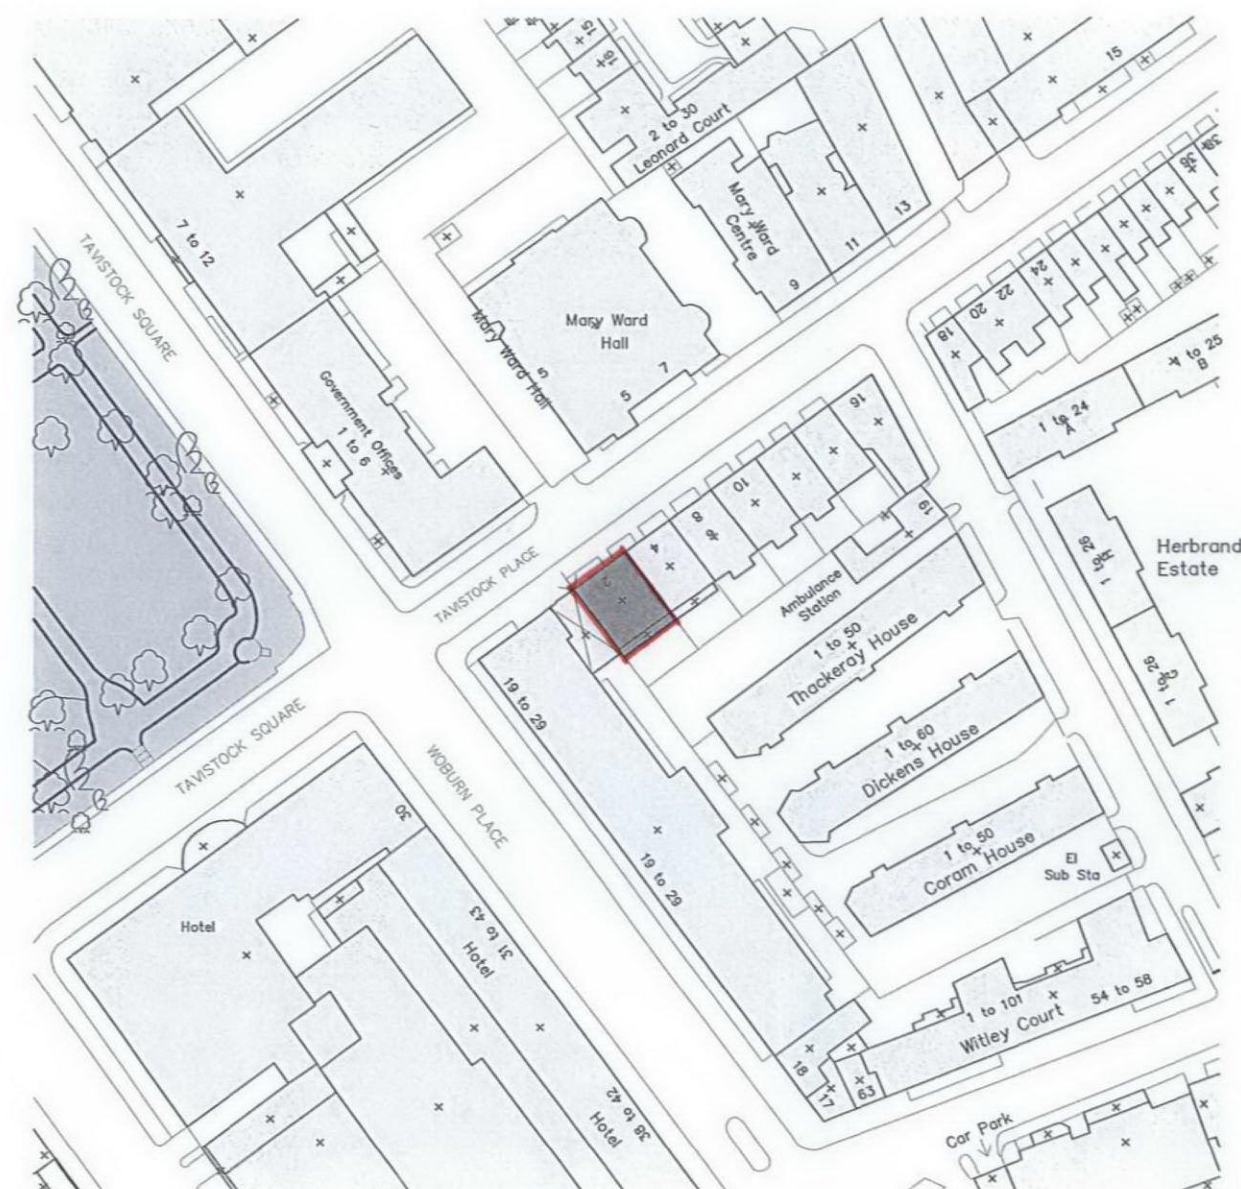 15
16
15
2 to 30
Leonard Court
Mary Ward
Centre
13
11
9
7 to 12
TAVISTOCK SQUARE
Mary Ward
Hall
Mary Ward Hall
5
5
7
Government Offices
1 to 6
38
24
22
20
18
A to 25
B
1 to 24
A
16
10
8
6
4
2
19
TAVISTOCK PLACE
Ambulance
Station
Herbrand
Estate
1 to 26
1 to 50
Thackeray House
1 to 26
C
19 to 29
1 to 60
Dickens House
TAVISTOCK SQUARE
WOBURN PLACE
30
19 to 29
1 to 50
Coram House
El
Sub Sta
Hotel
31 to 43
Hotel
1 to 101
54 to 58
Witley Court
18
17
63
38 to 42
Hotel
Car Park